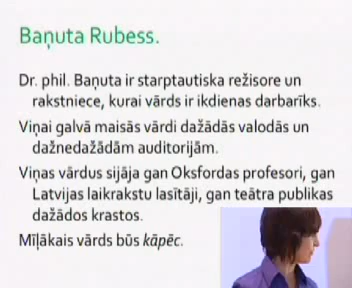 Baņuta Rubess.
Dr. phil. Baņuta ir starptautiska režisore un
rakstniece, kurai vārds ir ikdienas darbarīks.
Viņai galvā maisās vārdi dažādās valodās un
dažnedažādām auditorijām.
Viņas vārdus sijāja gan Oksfordas profesori, gan
Latvijas laikrakstu lasītāji, gan teātra publikas
dažādos krastos.
Mīļākais vārds būs kāpēc.